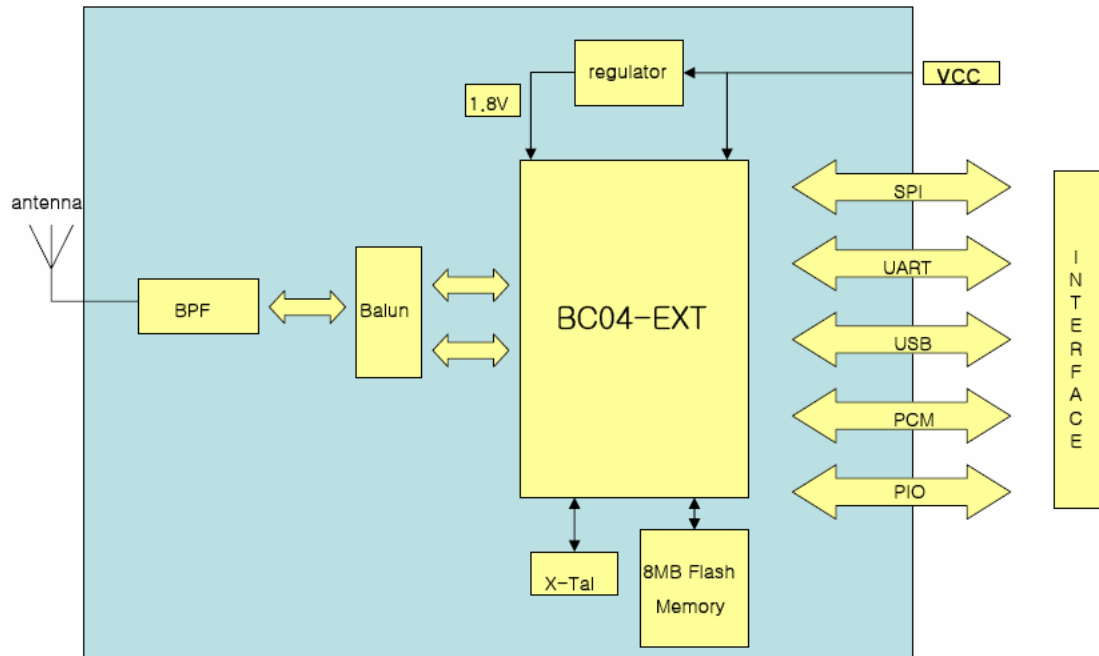 regulator
VCC
1.8V
antenna
SPI
UART
BPF
Balun
BC04-EXT
USB
PCM
PIO
INTERFACE
X-Tal
8MB Flash
Memory